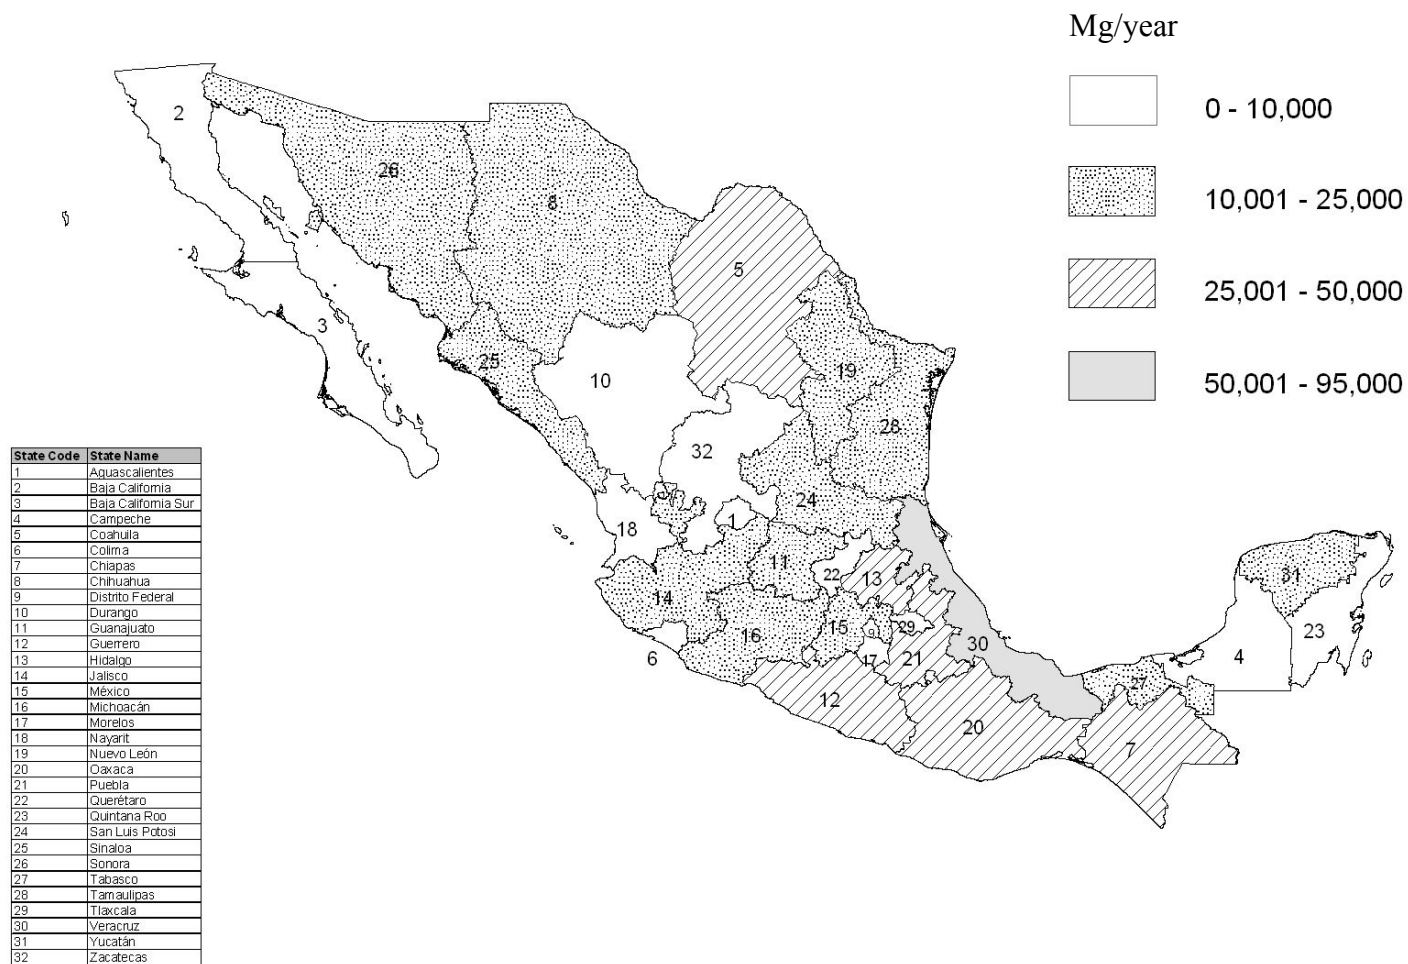 Mg/year
0 - 10,000
10,001 - 25,000
25,001 - 50,000
50,001 - 95,000
2
26
8
5
3
25
10
19
28
32
24
1
18
11
22
13
31
14
16
15
9
29
30
23
6
17
21
4
27
12
20
7
State Code State Name
1 Aguascalientes
2 Baja California
3 Baja California Sur
4 Campeche
5 Coahuila
6 Colima
7 Chiapas
8 Chihuahua
9 Distrito Federal
10 Durango
11 Guanajuato
12 Guerrero
13 Hidalgo
14 Jalisco
15 México
16 Michoacán
17 Morelos
18 Nayarit
19 Nuevo León
20 Oaxaca
21 Puebla
22 Querétaro
23 Quintana Roo
24 San Luis Potosi
25 Sinaloa
26 Sonora
27 Tabasco
28 Tamaulipas
29 Tlaxcala
30 Veracruz
31 Yucatán
32 Zacatecas